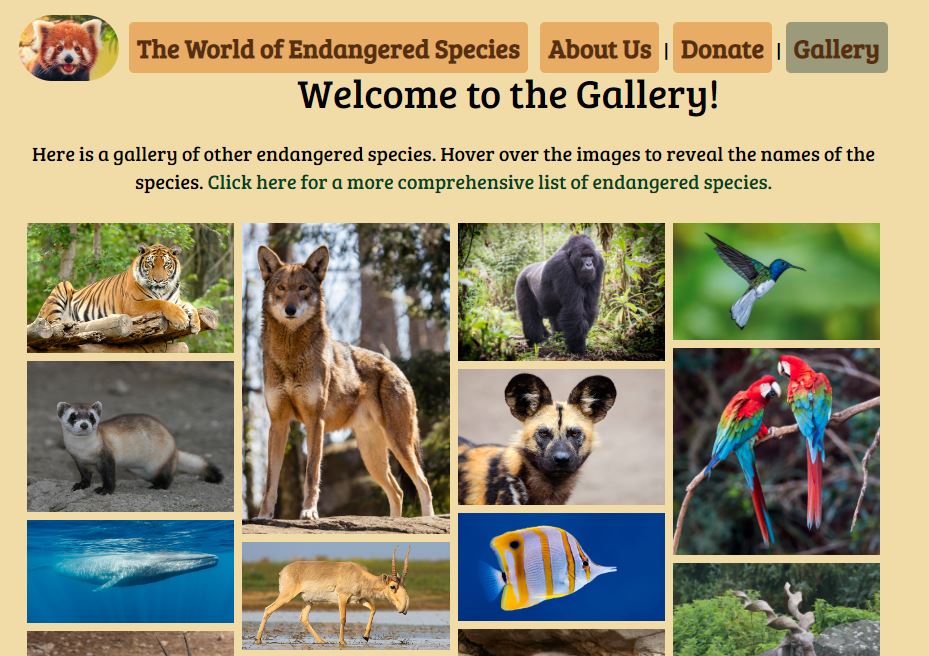 The World of Endangered Species About Us | Donate | Gallery
Welcome to the Gallery!
Here is a gallery of other endangered species. Hover over the images to reveal the names of the
species. Click here for a more comprehensive list of endangered species.